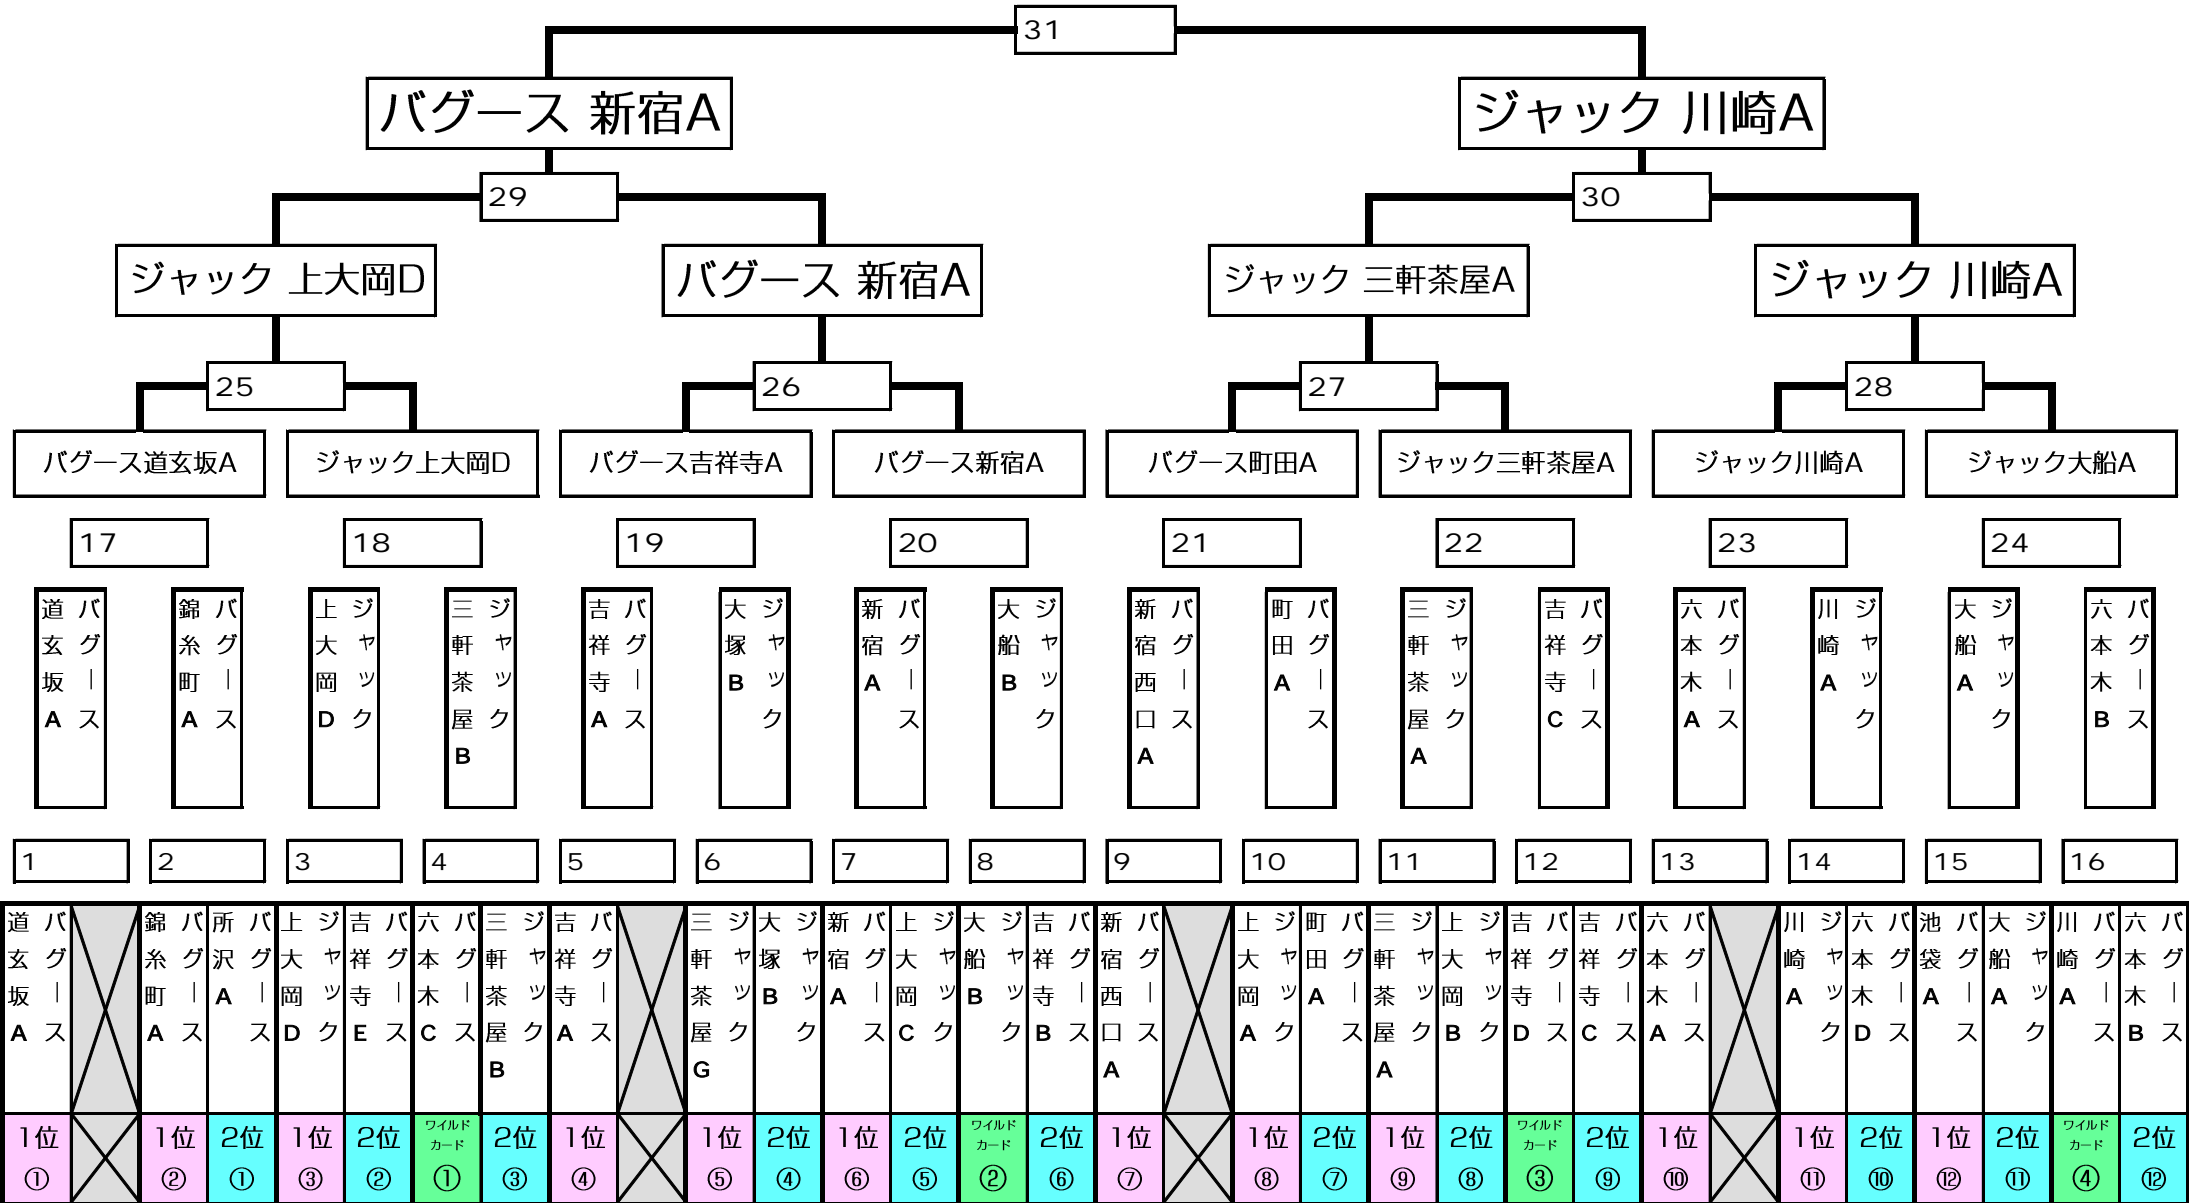 31
バグース 新宿A
ジャック 川崎A
29
30
ジャック 上大岡D
バグース 新宿A
ジャック 三軒茶屋A
ジャック 川崎A
25
26
27
28
バグース道玄坂A
ジャック上大岡D
バグース吉祥寺A
バグース新宿A
バグース町田A
ジャック三軒茶屋A
ジャック川崎A
ジャック大船A
17
18
19
20
21
22
23
24
バグース
道玄坂A
バグース
錦糸町A
ジャック
上大岡D
ジャック
三軒茶屋B
バグース
吉祥寺A
ジャック
大塚B
バグース
新宿A
ジャック
大船B
バグース
新宿西口A
バグース
町田A
ジャック
三軒茶屋A
バグース
吉祥寺C
バグース
六本木A
ジャック
川崎A
ジャック
大船A
バグース
六本木B
1
2
3
4
5
6
7
8
9
10
11
12
13
14
15
16
バグース
道玄坂A
バグース
錦糸町A
バグース
所沢A
ジャック
上大岡D
バグース
吉祥寺E
バグース
六本木C
ジャック
三軒茶屋B
バグース
吉祥寺A
ジャック
三軒茶屋G
ジャック
大塚B
バグース
新宿A
ジャック
上大岡C
ジャック
大船B
バグース
吉祥寺B
バグース
新宿西口A
ジャック
上大岡A
バグース
町田A
ジャック
三軒茶屋A
ジャック
上大岡B
バグース
吉祥寺D
バグース
吉祥寺C
バグース
六本木A
ジャック
川崎A
バグース
六本木D
バグース
池袋A
ジャック
大船A
バグース
川崎A
バグース
六本木B
1位
①
1位
②
2位
①
1位
③
2位
②
ワイルド
カード
①
2位
③
1位
④
1位
⑤
2位
④
1位
⑥
2位
⑤
ワイルド
カード
②
2位
⑥
1位
⑦
1位
⑧
2位
⑦
1位
⑨
2位
⑧
ワイルド
カード
③
2位
⑨
1位
⑩
1位
⑪
2位
⑩
1位
⑫
2位
⑪
ワイルド
カード
④
2位
⑫